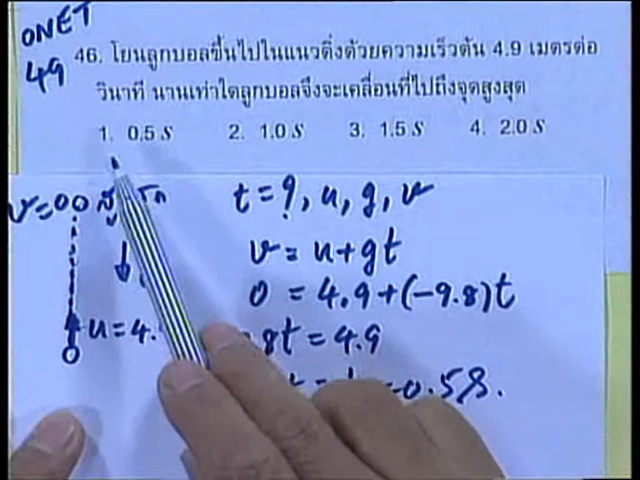 ONET
49
46. โยนลูกบอลขึ้นไปในแนวดิ่งด้วยความเร็วต้น 4.9 เมตรต่อ
วินาที นานเท่าใดลูกบอลจึงจะเคลื่อนที่ไปถึงจุดสูงสุด
1. 0.5 S 2. 1.0 S 3. 1.5 S 4. 2.0 S
v=0
t=?, u, g, v
v = u+gt
0 = 4.9+(-9.8)t
u=4.
8t = 4.9
0.5 S.